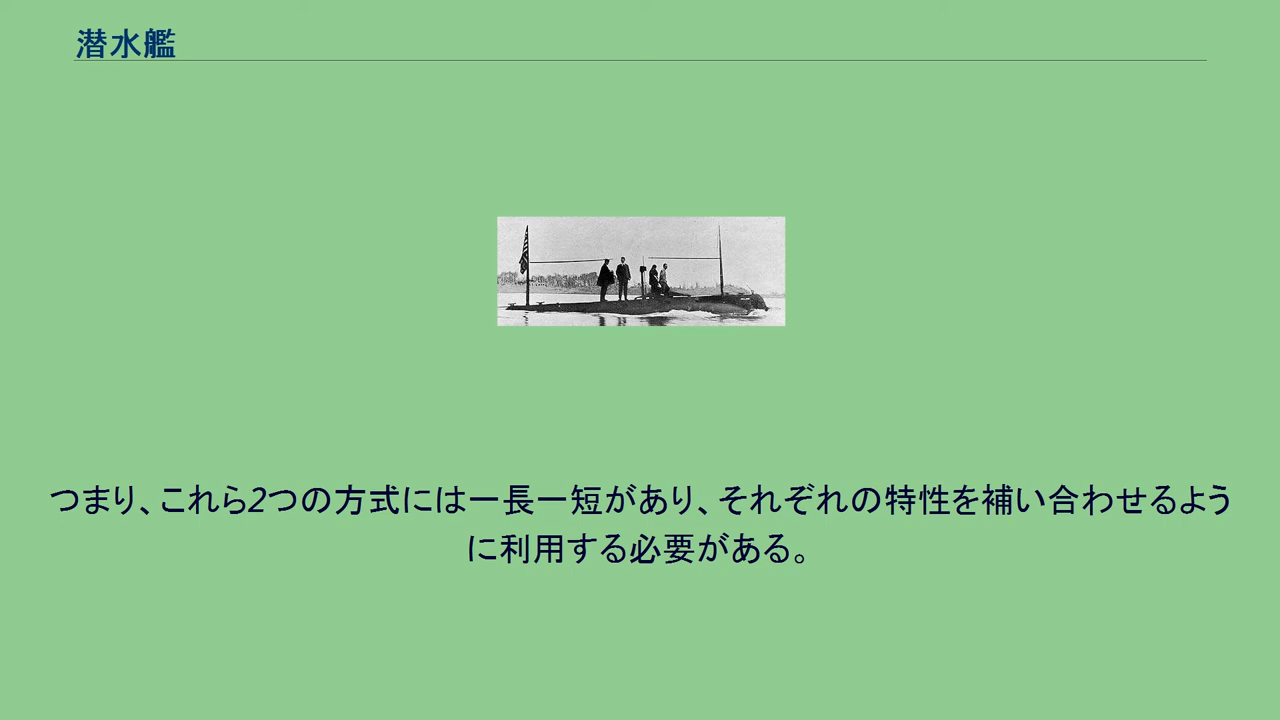 潜水艦
つまり、これら2つの方式には一長一短があり、それぞれの特性を補い合わせるよう
に利用する必要がある。